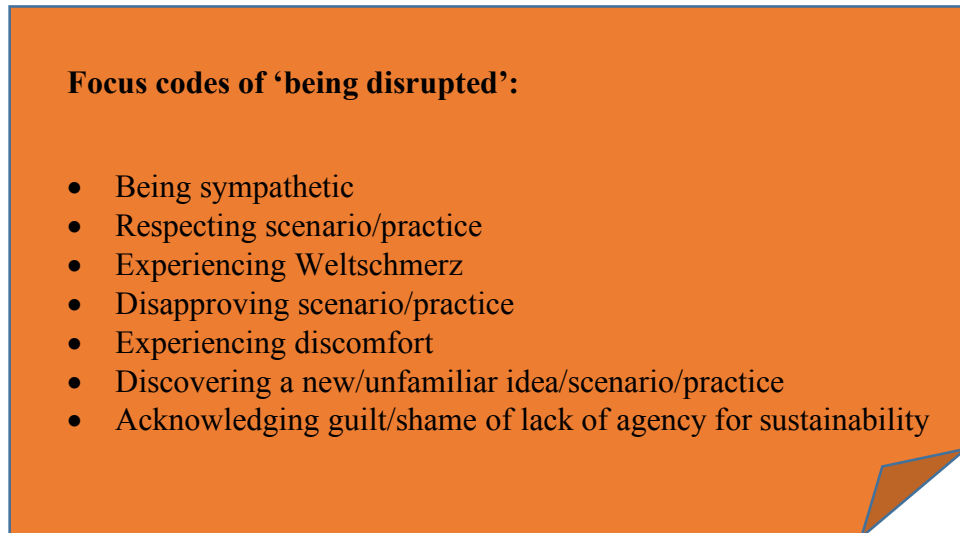 Focus codes of ‘being disrupted’:
• Being sympathetic
• Respecting scenario/practice
• Experiencing Weltschmerz
• Disapproving scenario/practice
• Experiencing discomfort
• Discovering a new/unfamiliar idea/scenario/practice
• Acknowledging guilt/shame of lack of agency for sustainability